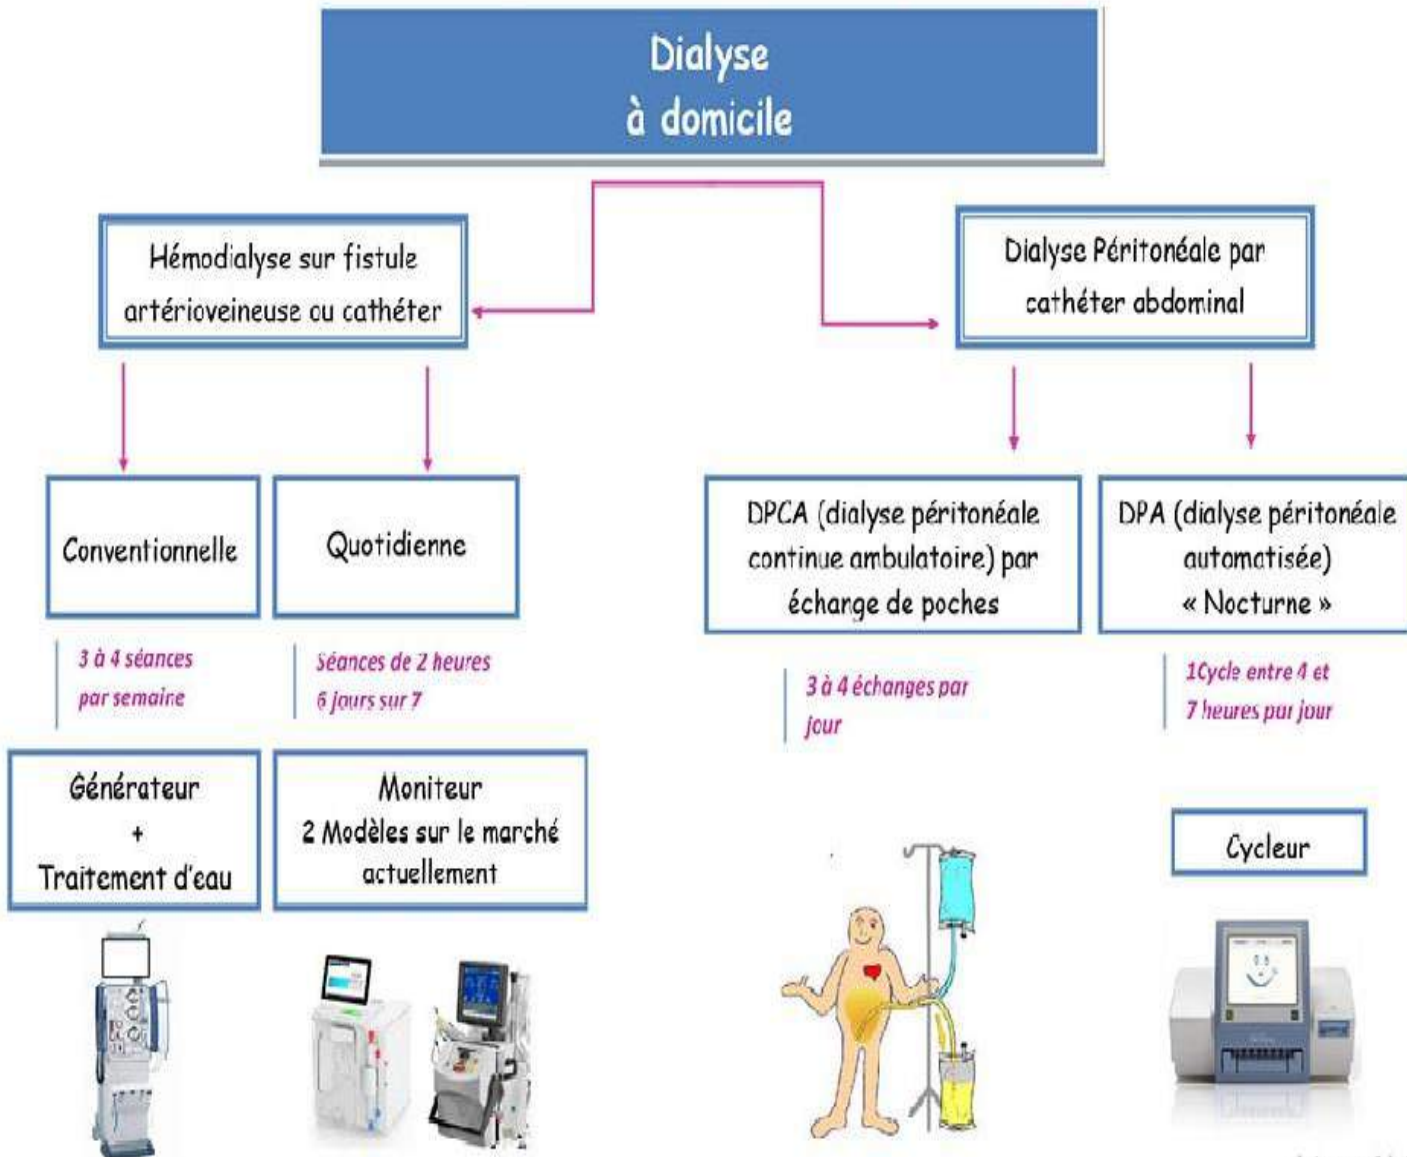 Dialyse
à domicile
Hémodialyse sur fistule
artérioveineuse ou cathéter
Dialyse Péritonéale par
cathéter abdominal
Conventionnelle
Quotidienne
DPCA (dialyse péritonéale
continue ambulatoire) par
échange de poches
DPA (dialyse péritonéale
automatisée)
« Nocturne »
3 à 4 séances
par semaine
Séances de 2 heures
6 jours sur 7
3 à 4 échanges par
jour
1Cycle entre 4 et
7 heures par jour
Générateur
+
Traitement d'eau
Moniteur
2 Modèles sur le marché
actuellement
Cycleur